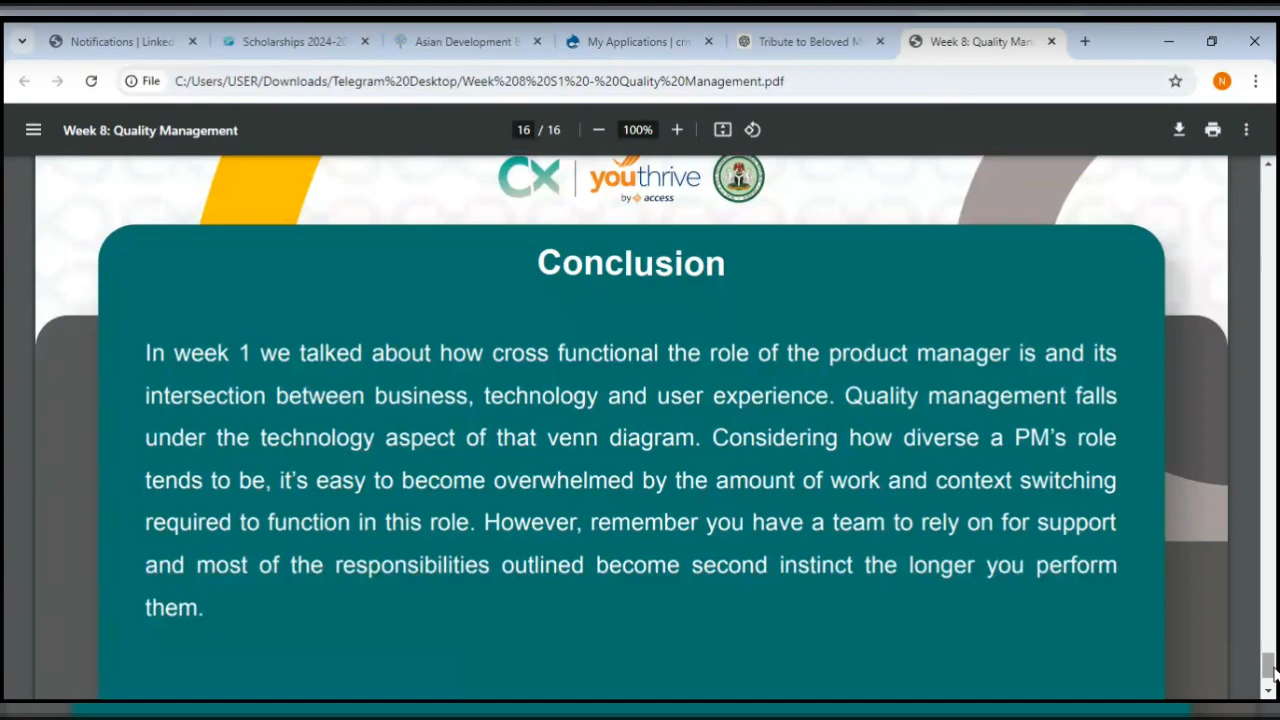 Notifications | Linke
Scholarships 2024-20
Asian Development B
My Applications | cm
Tribute to Beloved M
Week 8: Quality Man
File
C:/Users/USER/Downloads/Telegram%20Desktop/Week%208%20S1%20-%20Quality%20Management.pdf
N
Week 8: Quality Management
16 / 16
100%
CX
youthrive
by access
Conclusion
In week 1 we talked about how cross functional the role of the product manager is and its
intersection between business, technology and user experience. Quality management falls
under the technology aspect of that venn diagram. Considering how diverse a PM's role
tends to be, it's easy to become overwhelmed by the amount of work and context switching
required to function in this role. However, remember you have a team to rely on for support
and most of the responsibilities outlined become second instinct the longer you perform
them.